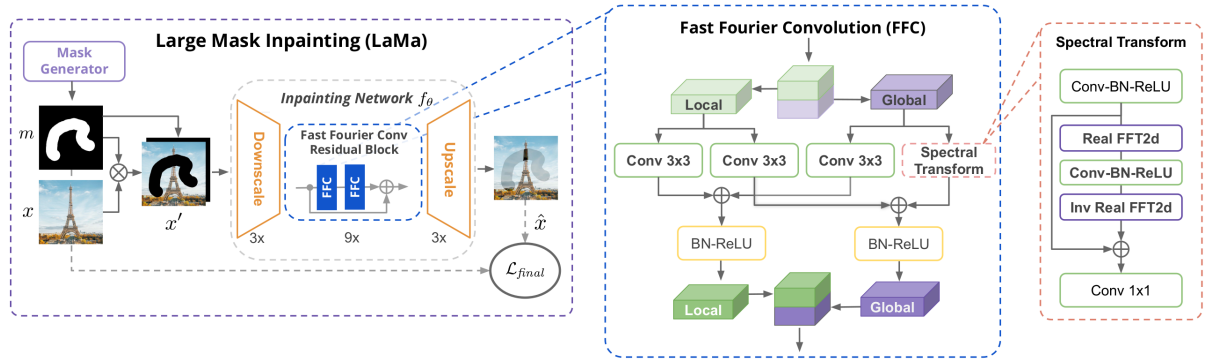 Large Mask Inpainting (LaMa)
Mask
Generator
m
x
x′
Inpainting Network fθ
Downscale
3x
Fast Fourier Conv
Residual Block
FFC
FFC
9x
Upscale
3x
x̂
ℒfinal
Fast Fourier Convolution (FFC)
Local
Global
Conv 3x3
Conv 3x3
Conv 3x3
Spectral
Transform
BN-ReLU
BN-ReLU
Local
Global
Spectral Transform
Conv-BN-ReLU
Real FFT2d
Conv-BN-ReLU
Inv Real FFT2d
Conv 1x1